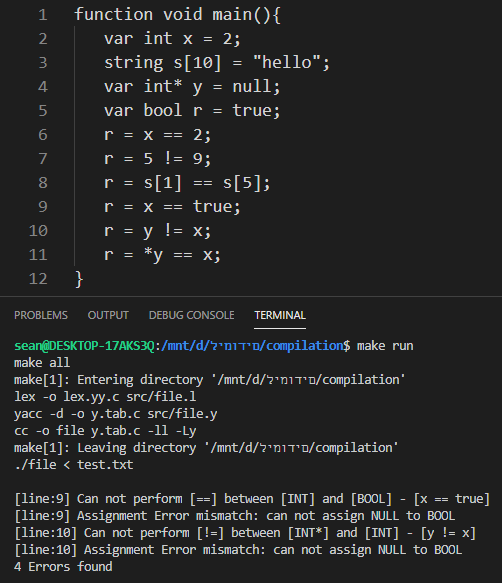 1 function void main(){
2 var int x = 2;
3 string s[10] = "hello";
4 var int* y = null;
5 var bool r = true;
6 r = x == 2;
7 r = 5 != 9;
8 r = s[1] == s[5];
9 r = x == true;
10 r = y != x;
11 r = *y == x;
12 }
PROBLEMS OUTPUT DEBUG CONSOLE TERMINAL
sean@DESKTOP-17AKS3Q:/mnt/d/לימודים/compilation$ make run
make all
make[1]: Entering directory '/mnt/d/לימודים/compilation'
lex -o lex.yy.c src/file.l
yacc -d -o y.tab.c src/file.y
cc -o file y.tab.c -ll -Ly
make[1]: Leaving directory '/mnt/d/לימודים/compilation'
./file < test.txt
[line:9] Can not perform [==] between [INT] and [BOOL] - [x == true]
[line:9] Assignment Error mismatch: can not assign NULL to BOOL
[line:10] Can not perform [!=] between [INT*] and [INT] - [y != x]
[line:10] Assignment Error mismatch: can not assign NULL to BOOL
4 Errors found